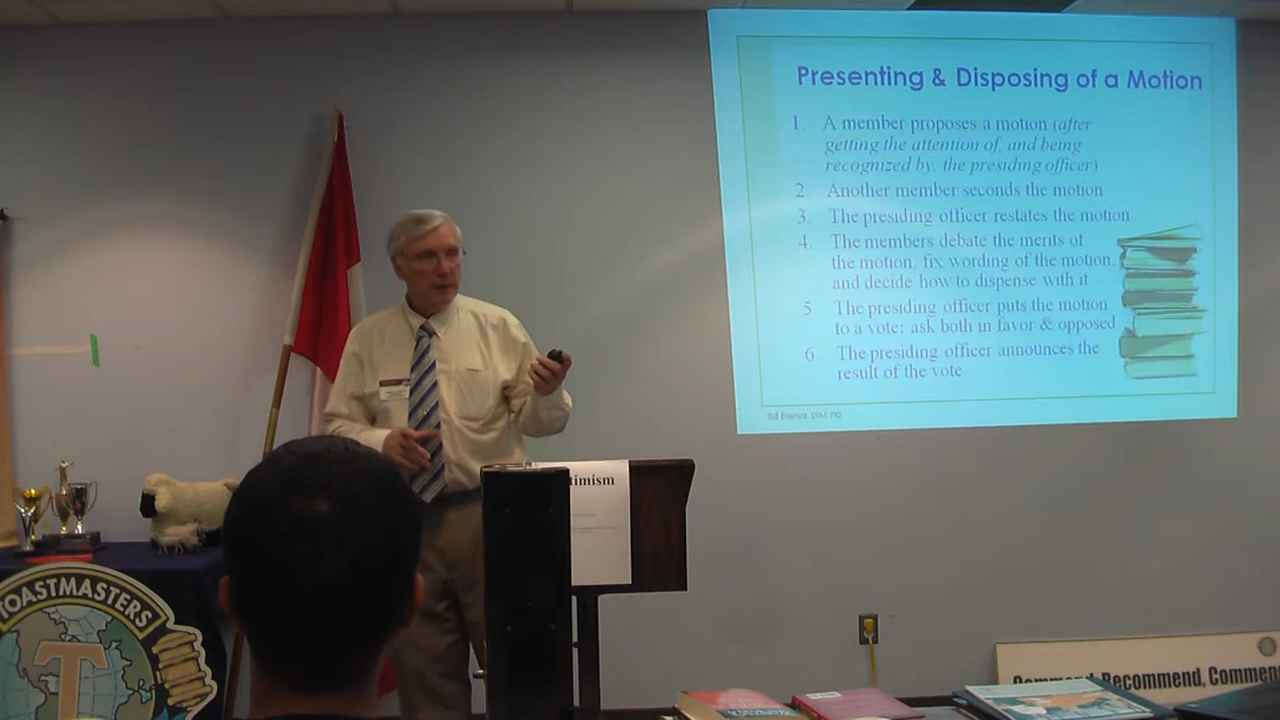 Presenting & Disposing of a Motion
1. A member proposes a motion (after
getting the attention of, and being
recognized by, the presiding officer)
2. Another member seconds the motion
3. The presiding officer restates the motion
4. The members debate the merits of
the motion, fix wording of the motion,
and decide how to dispense with it
5 The presiding officer puts the motion
to a vote: ask both in favor & opposed
6. The presiding officer announces the
result of the vote
timism
TOASTMASTERS
T
Recommend, Commen